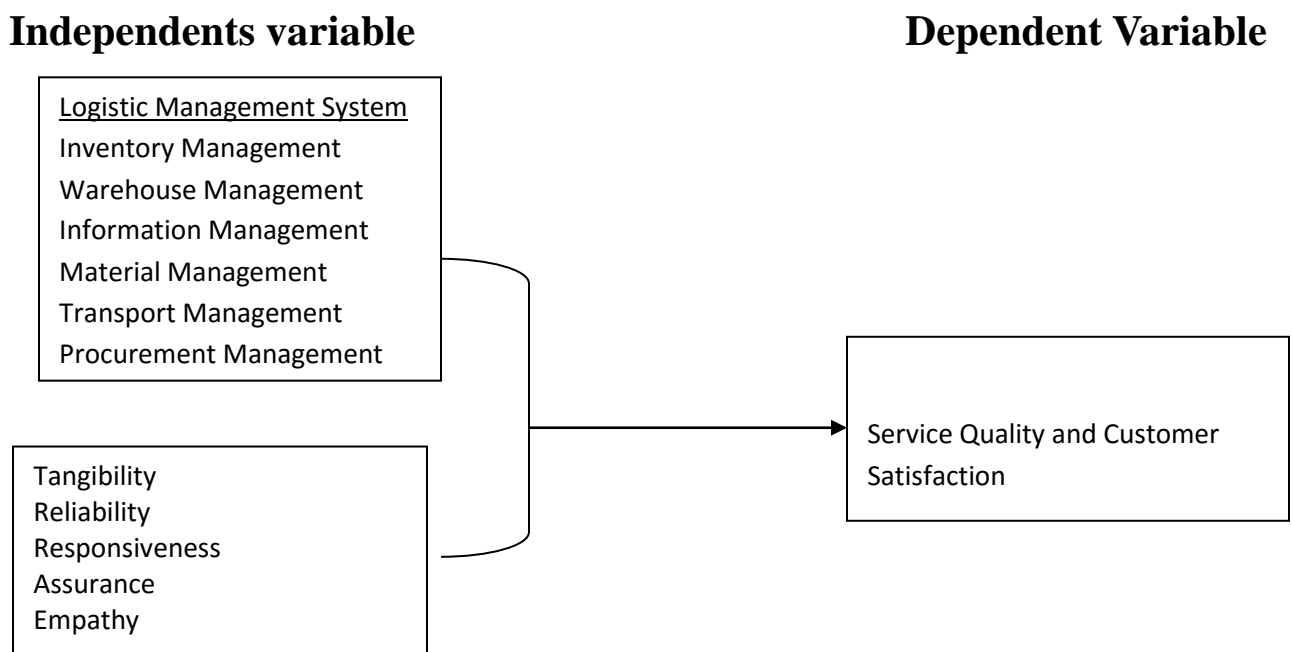 Independents variable
Dependent Variable
Logistic Management System
Inventory Management
Warehouse Management
Information Management
Material Management
Transport Management
Procurement Management
Tangibility
Reliability
Responsiveness
Assurance
Empathy
Service Quality and Customer
Satisfaction